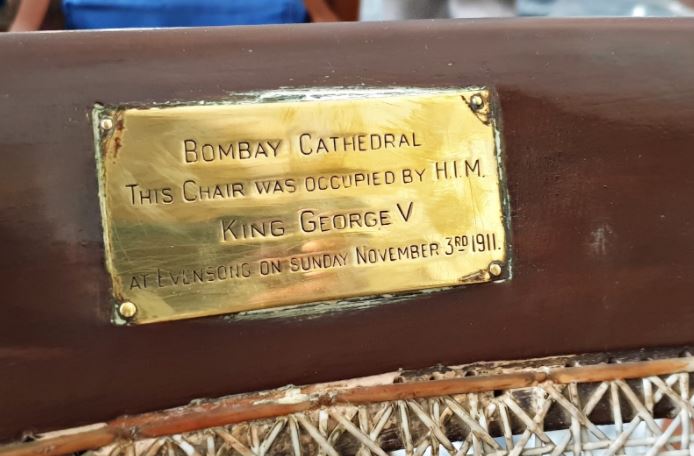 BOMBAY CATHEDRAL
THIS CHAIR WAS OCCUPIED BY H.I.M.
KING GEORGE V
AT EVENSONG ON SUNDAY NOVEMBER 3RD 1911.